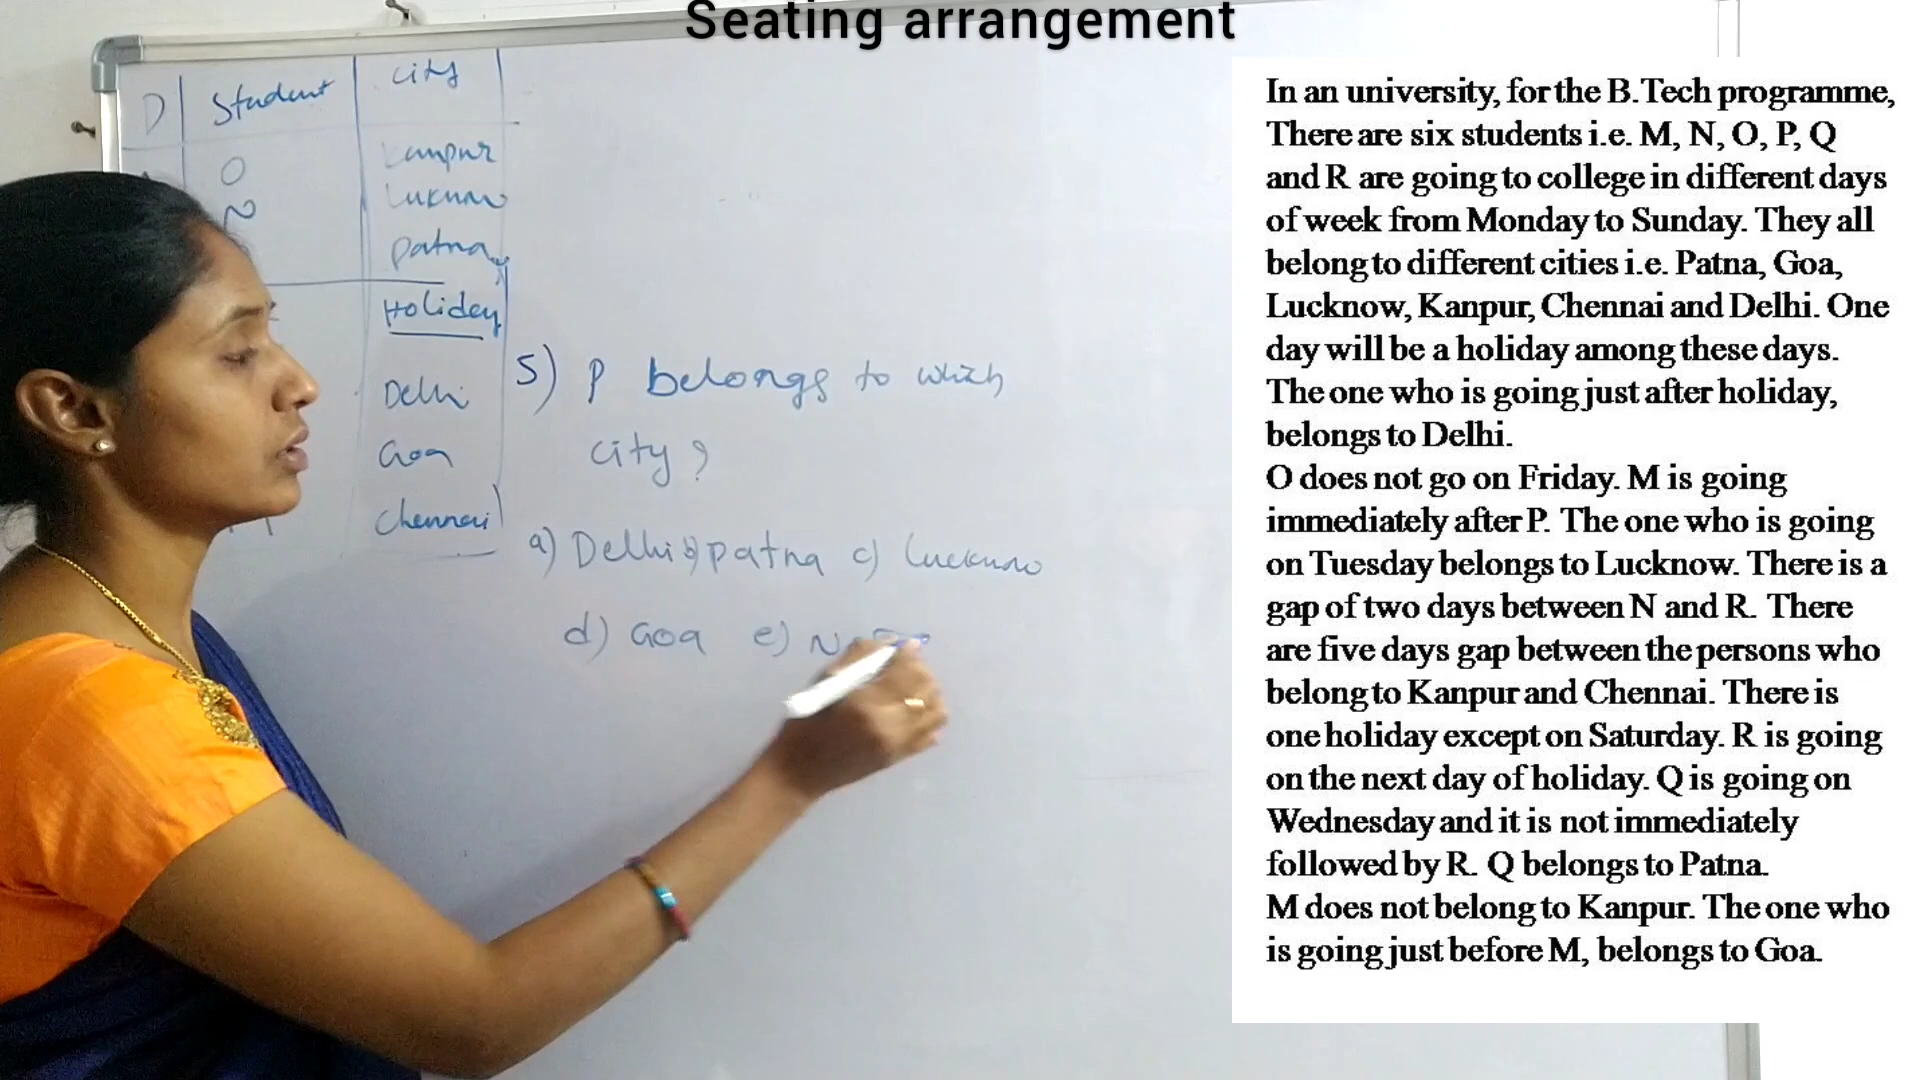 Seating arrangement
D Student City
O Kanpur
N Lucknow
Patna
Holiday
Delhi
Goa
Chennai
5) P belongs to which
city ?
a) Delhi b) patna c) Lucknow
d) Goa e)
In an university, for the B.Tech programme,
There are six students i.e. M, N, O, P, Q
and R are going to college in different days
of week from Monday to Sunday. They all
belong to different cities i.e. Patna, Goa,
Lucknow, Kanpur, Chennai and Delhi. One
day will be a holiday among these days.
The one who is going just after holiday,
belongs to Delhi.
O does not go on Friday. M is going
immediately after P. The one who is going
on Tuesday belongs to Lucknow. There is a
gap of two days between N and R. There
are five days gap between the persons who
belong to Kanpur and Chennai. There is
one holiday except on Saturday. R is going
on the next day of holiday. Q is going on
Wednesday and it is not immediately
followed by R. Q belongs to Patna.
M does not belong to Kanpur. The one who
is going just before M, belongs to Goa.